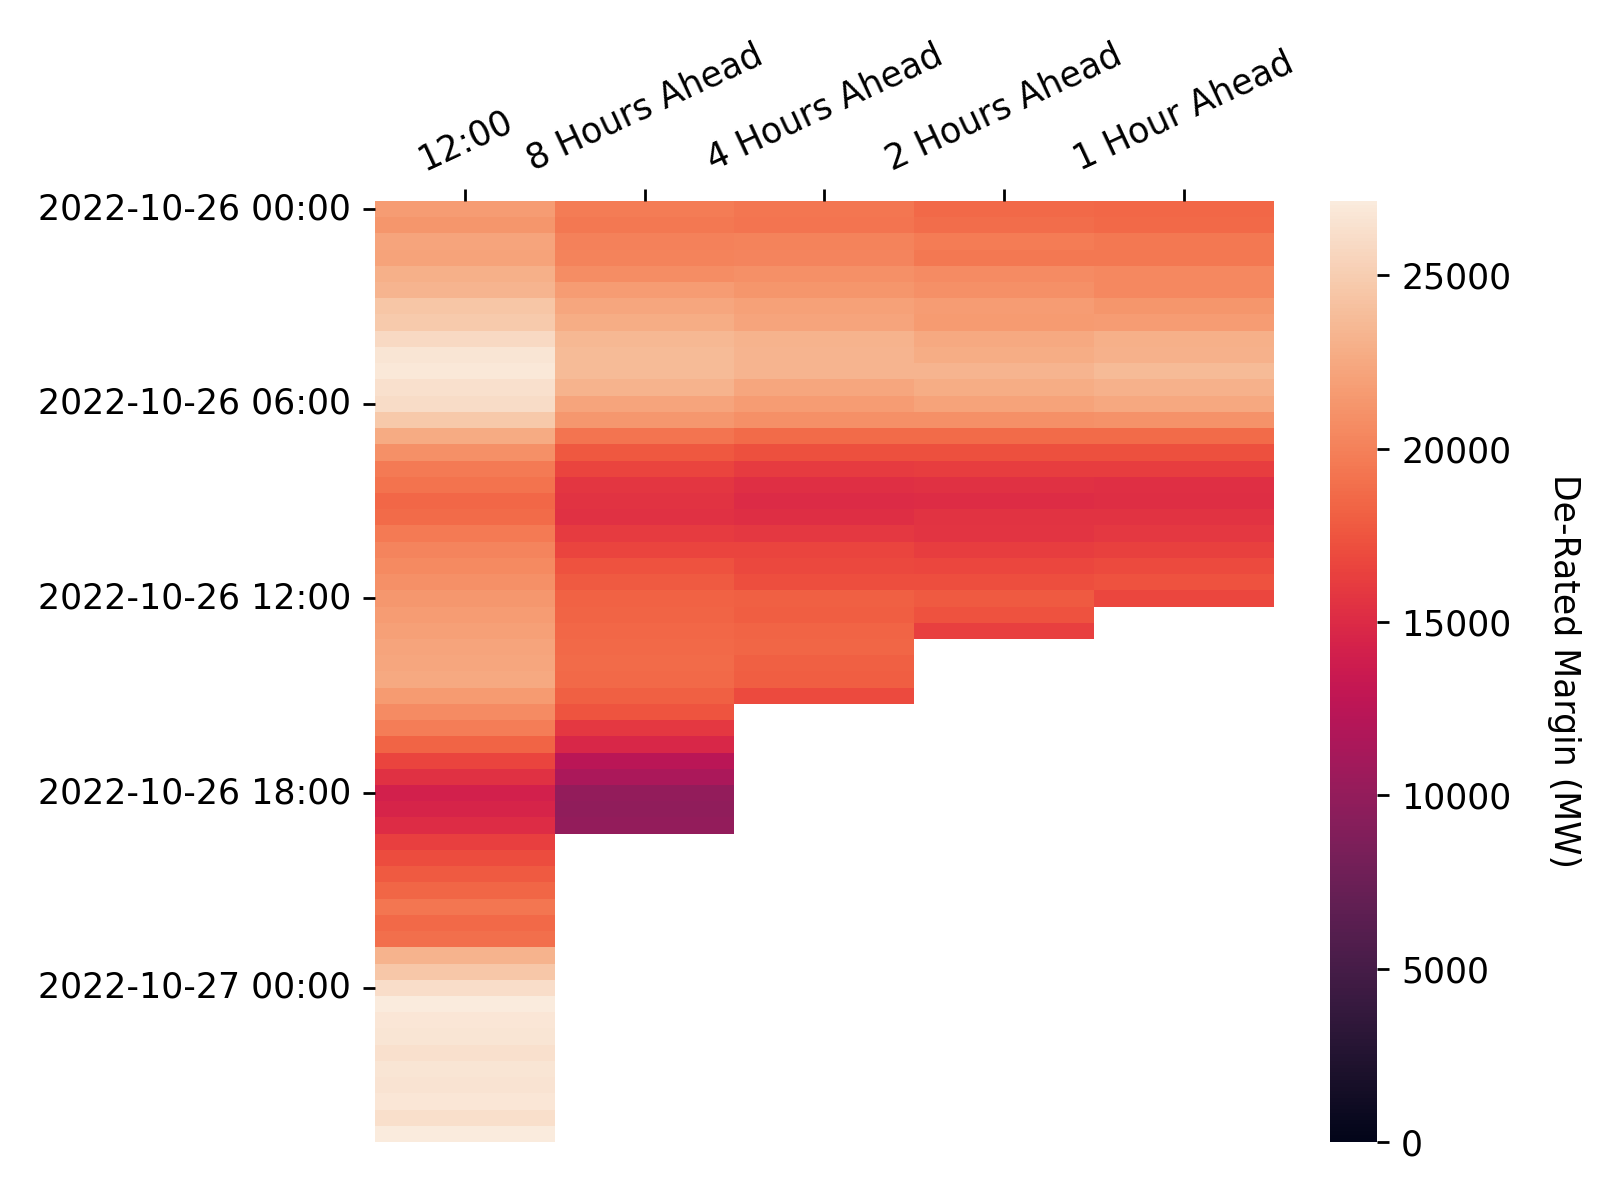 12:00
8 Hours Ahead
4 Hours Ahead
2 Hours Ahead
1 Hour Ahead
2022-10-26 00:00
2022-10-26 06:00
2022-10-26 12:00
2022-10-26 18:00
2022-10-27 00:00
25000
20000
15000
10000
5000
0
De-Rated Margin (MW)